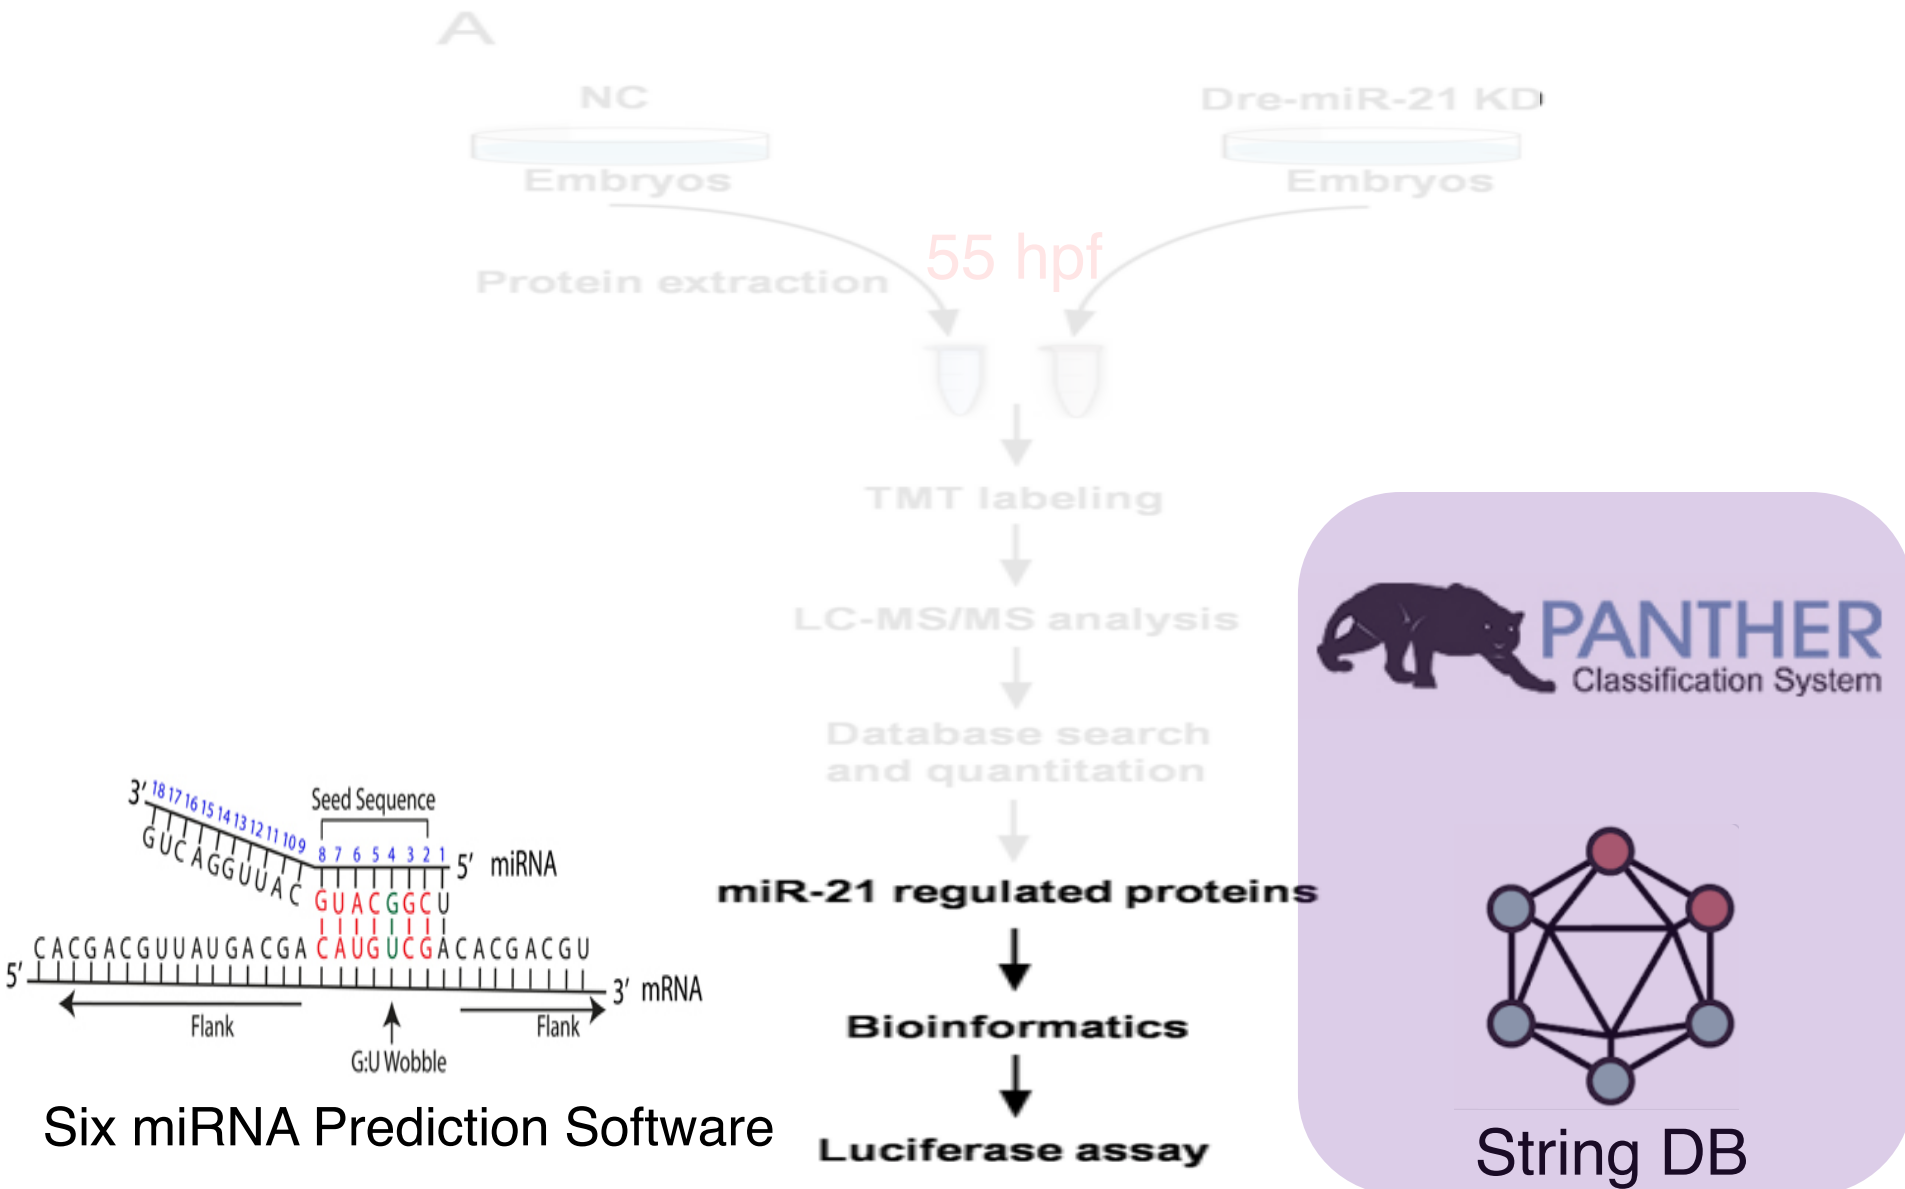 A
NC
Dre-miR-21 KD
Embryos
Embryos
55 hpf
Protein extraction
TMT labeling
LC-MS/MS analysis
PANTHER
Classification System
Database search
and quantitation
3' 18 17 16 15 14 13 12 11 10 9
Seed Sequence
8 7 6 5 4 3 2 1 5' miRNA
GUCAGGUUAC GUACGGCU
miR-21 regulated proteins
CACGACGUUAUGACGACAUGUCGACACGACGU
5'
3' mRNA
Flank
Flank
G:U Wobble
Bioinformatics
Six miRNA Prediction Software
Luciferase assay
String DB